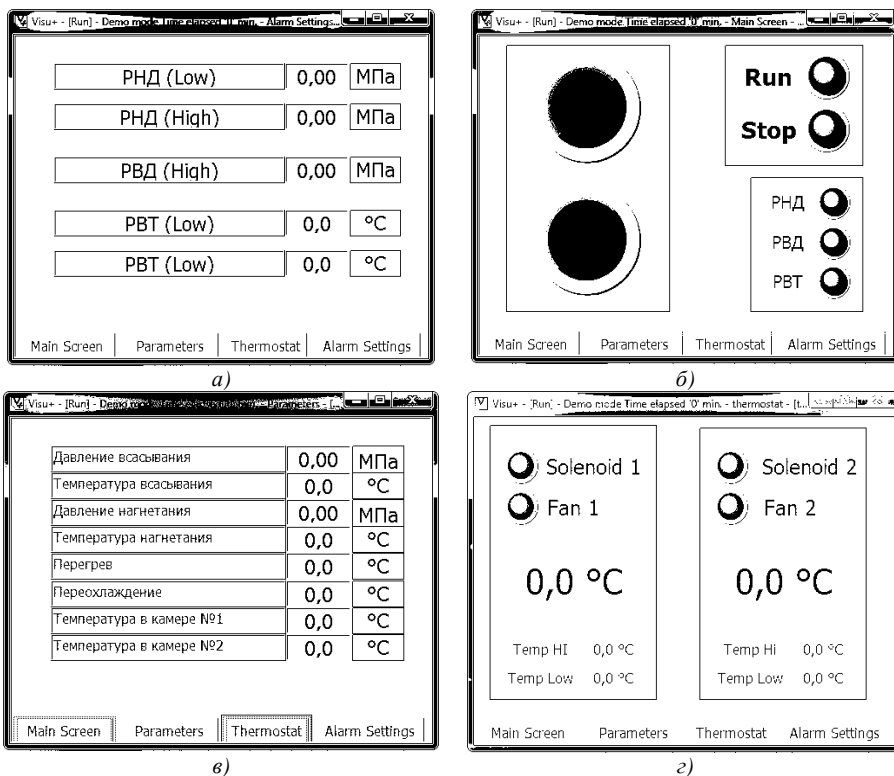 Visu+ - [Run] - Demo mode Time elapsed '0' min. - Alarm Settings...
РНД (Low) 0,00 МПа
РНД (High) 0,00 МПа
РВД (High) 0,00 МПа
РВТ (Low) 0,0 °C
РВТ (Low) 0,0 °C
Main Screen Parameters Thermostat Alarm Settings
а)
Visu+ - [Run] - Demo mode Time elapsed '0' min. - Main Screen - ...
Run
Stop
РНД
РВД
РВТ
Main Screen Parameters Thermostat Alarm Settings
б)
Visu+ - [Run] - Demo Parameters - [...
Давление всасывания 0,00 МПа
Температура всасывания 0,0 °C
Давление нагнетания 0,00 МПа
Температура нагнетания 0,0 °C
Перегрев 0,0 °C
Переохлаждение 0,0 °C
Температура в камере №1 0,0 °C
Температура в камере №2 0,0 °C
Main Screen Parameters Thermostat Alarm Settings
в)
Visu+ - [Run] - Demo mode Time elapsed '0' min. - thermostat - [t...
Solenoid 1
Fan 1
0,0 °C
Temp HI 0,0 °C
Temp Low 0,0 °C
Solenoid 2
Fan 2
0,0 °C
Temp Hi 0,0 °C
Temp Low 0,0 °C
Main Screen Parameters Thermostat Alarm Settings
г)